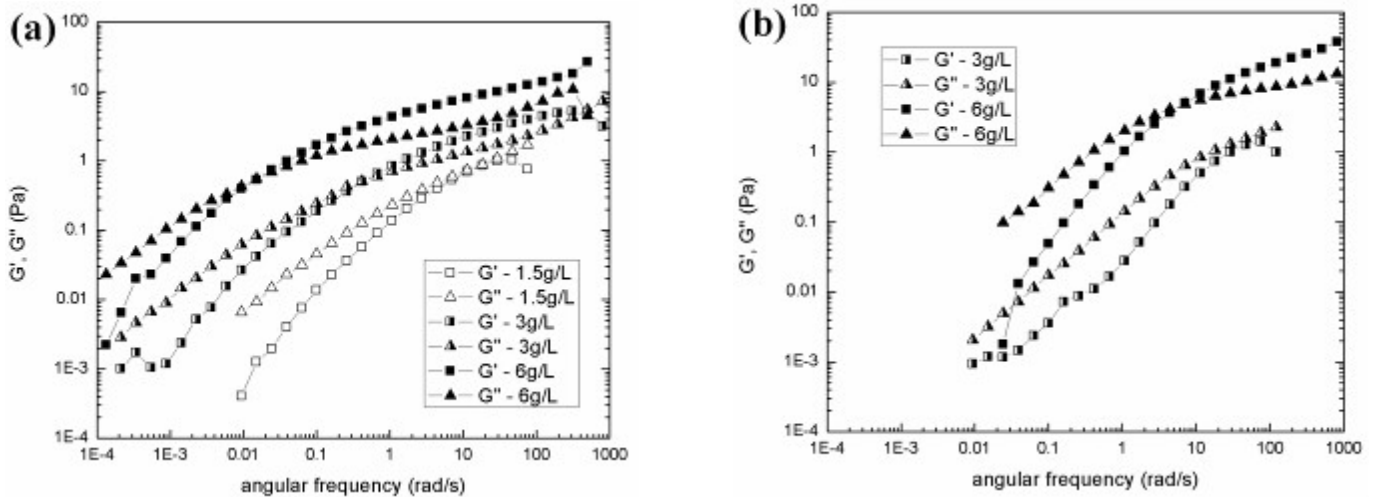 (a)
100
10
1
0.1
0.01
1E-3
1E-4
G', G'' (Pa)
G' - 1.5g/L
G'' - 1.5g/L
G' - 3g/L
G'' - 3g/L
G' - 6g/L
G'' - 6g/L
1E-4 1E-3 0.01 0.1 1 10 100 1000
angular frequency (rad/s)
(b)
100
10
1
0.1
0.01
1E-3
1E-4
G', G'' (Pa)
G' - 3g/L
G'' - 3g/L
G' - 6g/L
G'' - 6g/L
1E-4 1E-3 0.01 0.1 1 10 100 1000
angular frequency (rad/s)